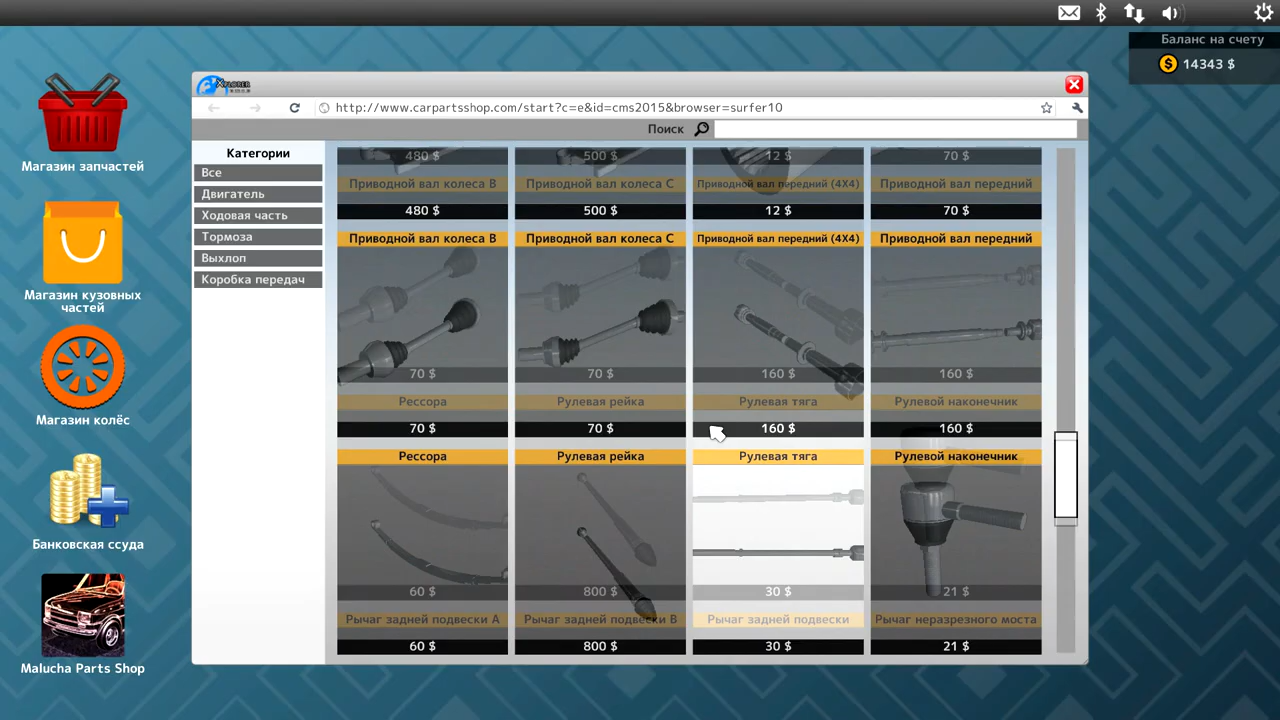 Баланс на счету
14343 $
XPLORER
http://www.carpartsshop.com/start?c=e&id=cms2015&browser=surfer10
Поиск
Категории
Все
Двигатель
Ходовая часть
Тормоза
Выхлоп
Коробка передач
Магазин запчастей
Магазин кузовных
частей
Магазин колёс
Банковская ссуда
Malucha Parts Shop
480 $ 500 $ 12 $ 70 $
Приводной вал колеса B Приводной вал колеса C Приводной вал передний (4X4) Приводной вал передний
480 $ 500 $ 12 $ 70 $
Приводной вал колеса B Приводной вал колеса C Приводной вал передний (4X4) Приводной вал передний
70 $ 70 $ 160 $ 160 $
Рессора Рулевая рейка Рулевая тяга Рулевой наконечник
70 $ 70 $ 160 $ 160 $
Рессора Рулевая рейка Рулевая тяга Рулевой наконечник
60 $ 800 $ 30 $ 21 $
Рычаг задней подвески A Рычаг задней подвески B Рычаг задней подвески Рычаг неразрезного моста
60 $ 800 $ 30 $ 21 $